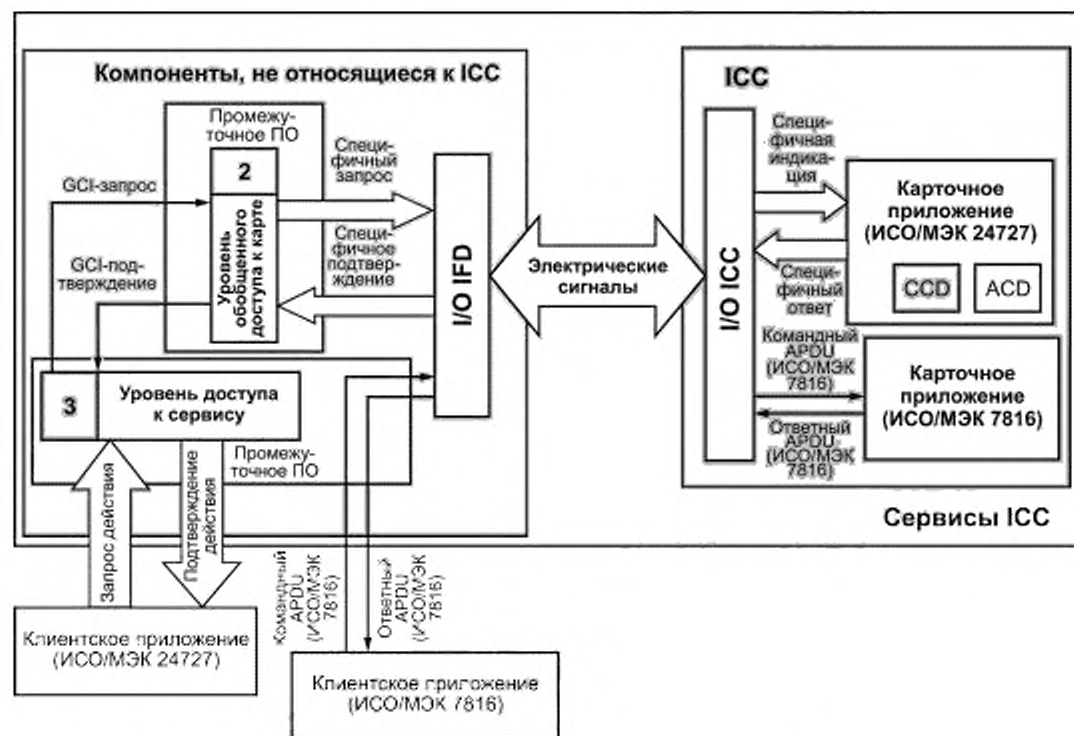 Компоненты, не относящиеся к ICC
Промежу-
точное ПО
2
Уровень
обобщенного
доступа к карте
GCI-запрос
GCI-под-
тверждение
Специ-
фичный
запрос
Специ-
фичное
подтвер-
ждение
I/O IFD
3
Уровень доступа
к сервису
Промежу-
точное ПО
Запрос действия
Подтверждение
действия
Электрические
сигналы
ICC
I/O ICC
Специ-
фичная
индика-
ция
Специ-
фичный
ответ
Карточное
приложение
(ИСО/МЭК 24727)
CCD
ACD
Командный
APDU
(ИСО/МЭК
7816)
Ответный
APDU
(ИСО/МЭК
7816)
Карточное
приложение
(ИСО/МЭК 7816)
Сервисы ICC
Командный
APDU
(ИСО/МЭК
7816)
Ответный
APDU
(ИСО/МЭК
7816)
Клиентское приложение
(ИСО/МЭК 24727)
Клиентское приложение
(ИСО/МЭК 7816)